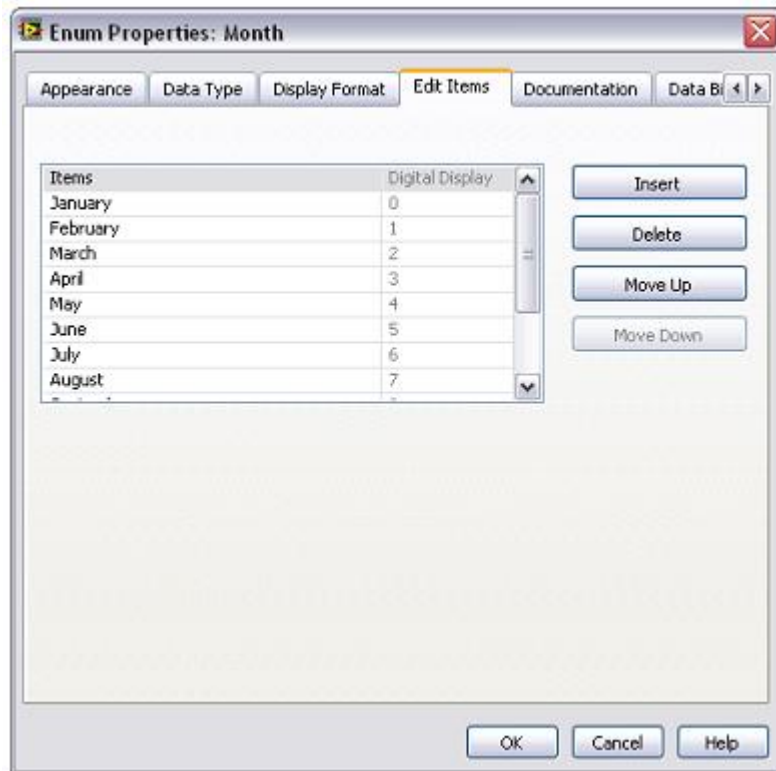 Enum Properties: Month
Appearance Data Type Display Format Edit Items Documentation Data Bi
Items Digital Display
January 0
February 1
March 2
April 3
May 4
June 5
July 6
August 7
Insert
Delete
Move Up
Move Down
OK Cancel Help